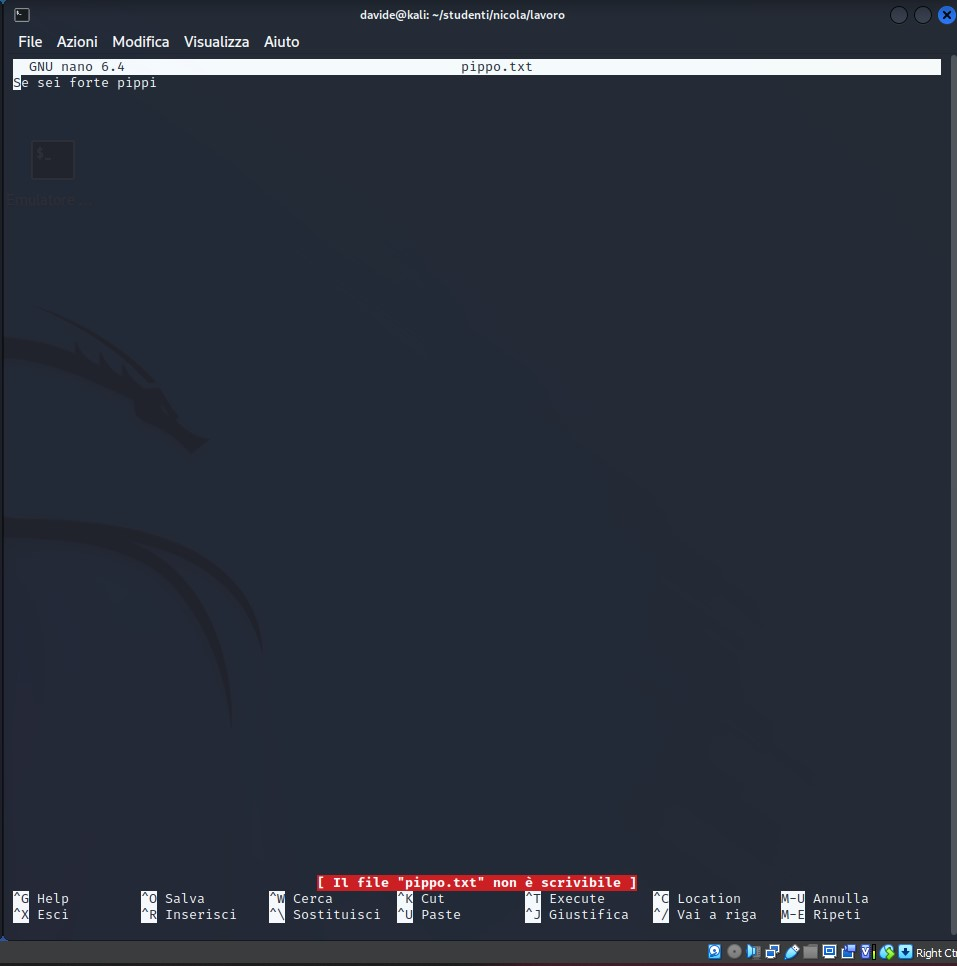 davide@kali: ~/studenti/nicola/lavoro
File Azioni Modifica Visualizza Aiuto
GNU nano 6.4 pippo.txt
Se sei forte pippi
$_
Emulatore ...
[ Il file "pippo.txt" non è scrivibile ]
^G Help ^O Salva ^W Cerca ^K Cut ^T Execute ^C Location M-U Annulla
^X Esci ^R Inserisci ^\ Sostituisci ^U Paste ^J Giustifica ^/ Vai a riga M-E Ripeti
Right Ct